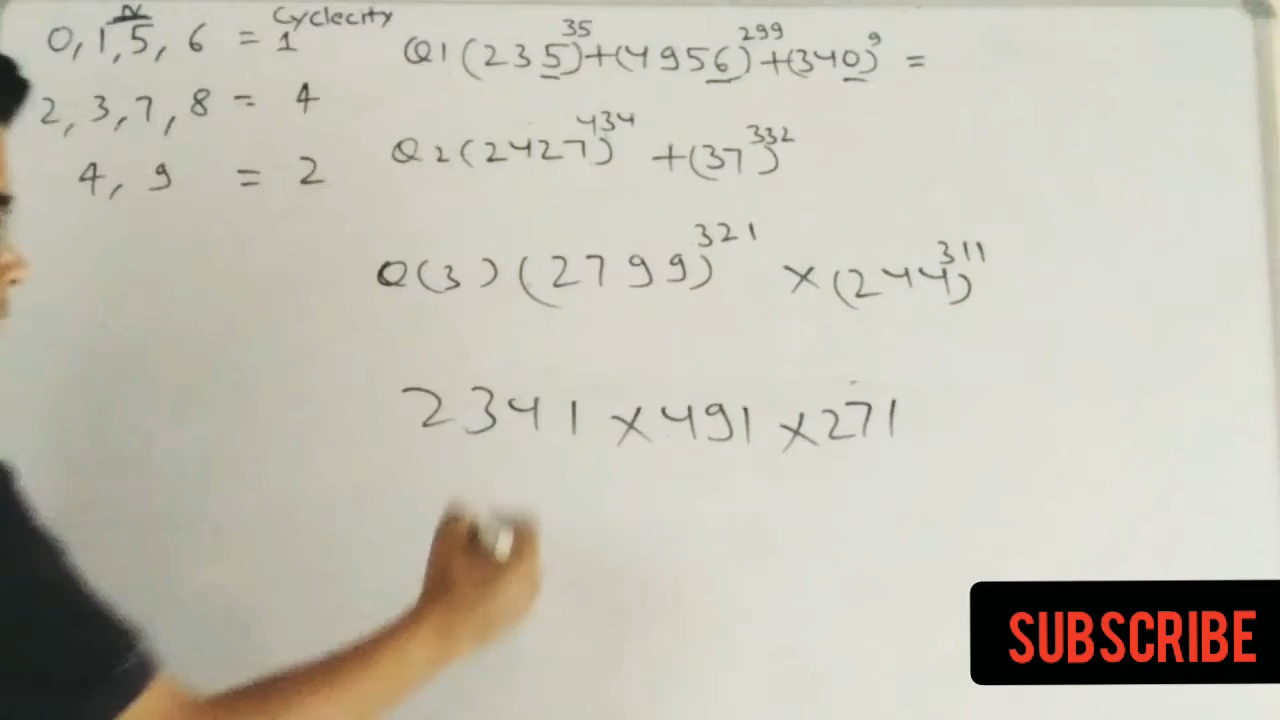 N Cyclecity
0, 1, 5, 6 = 1
2, 3, 7, 8 = 4
4, 9 = 2
Q1 (235)^35 + (4956)^299 + (340)^9 =
Q2 (2427)^434 + (37)^332
Q(3) (2799)^321 × (244)^311
2341 × 491 × 271
SUBSCRIBE